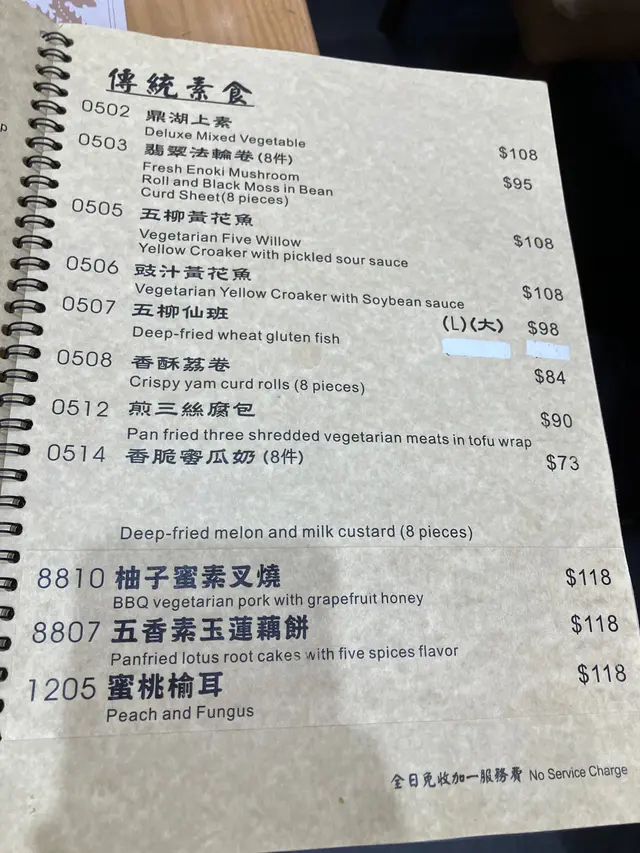 傳統素食
0502 鼎湖上素
Deluxe Mixed Vegetable $108
0503 翡翠法輪卷(8件)
Fresh Enoki Mushroom $95
Roll and Black Moss in Bean
Curd Sheet(8 pieces)
0505 五柳黃花魚
Vegetarian Five Willow $108
Yellow Croaker with pickled sour sauce
0506 豉汁黃花魚
Vegetarian Yellow Croaker with Soybean sauce $108
0507 五柳仙班 (L)(大) $98
Deep-fried wheat gluten fish
0508 香酥荔卷 $84
Crispy yam curd rolls (8 pieces)
0512 煎三絲腐包 $90
Pan fried three shredded vegetarian meats in tofu wrap
0514 香脆蜜瓜奶 (8件) $73
Deep-fried melon and milk custard (8 pieces)
8810 柚子蜜素叉燒 $118
BBQ vegetarian pork with grapefruit honey
8807 五香素玉蓮藕餅 $118
Panfried lotus root cakes with five spices flavor
1205 蜜桃榆耳 $118
Peach and Fungus
全日免收加一服務費 No Service Charge